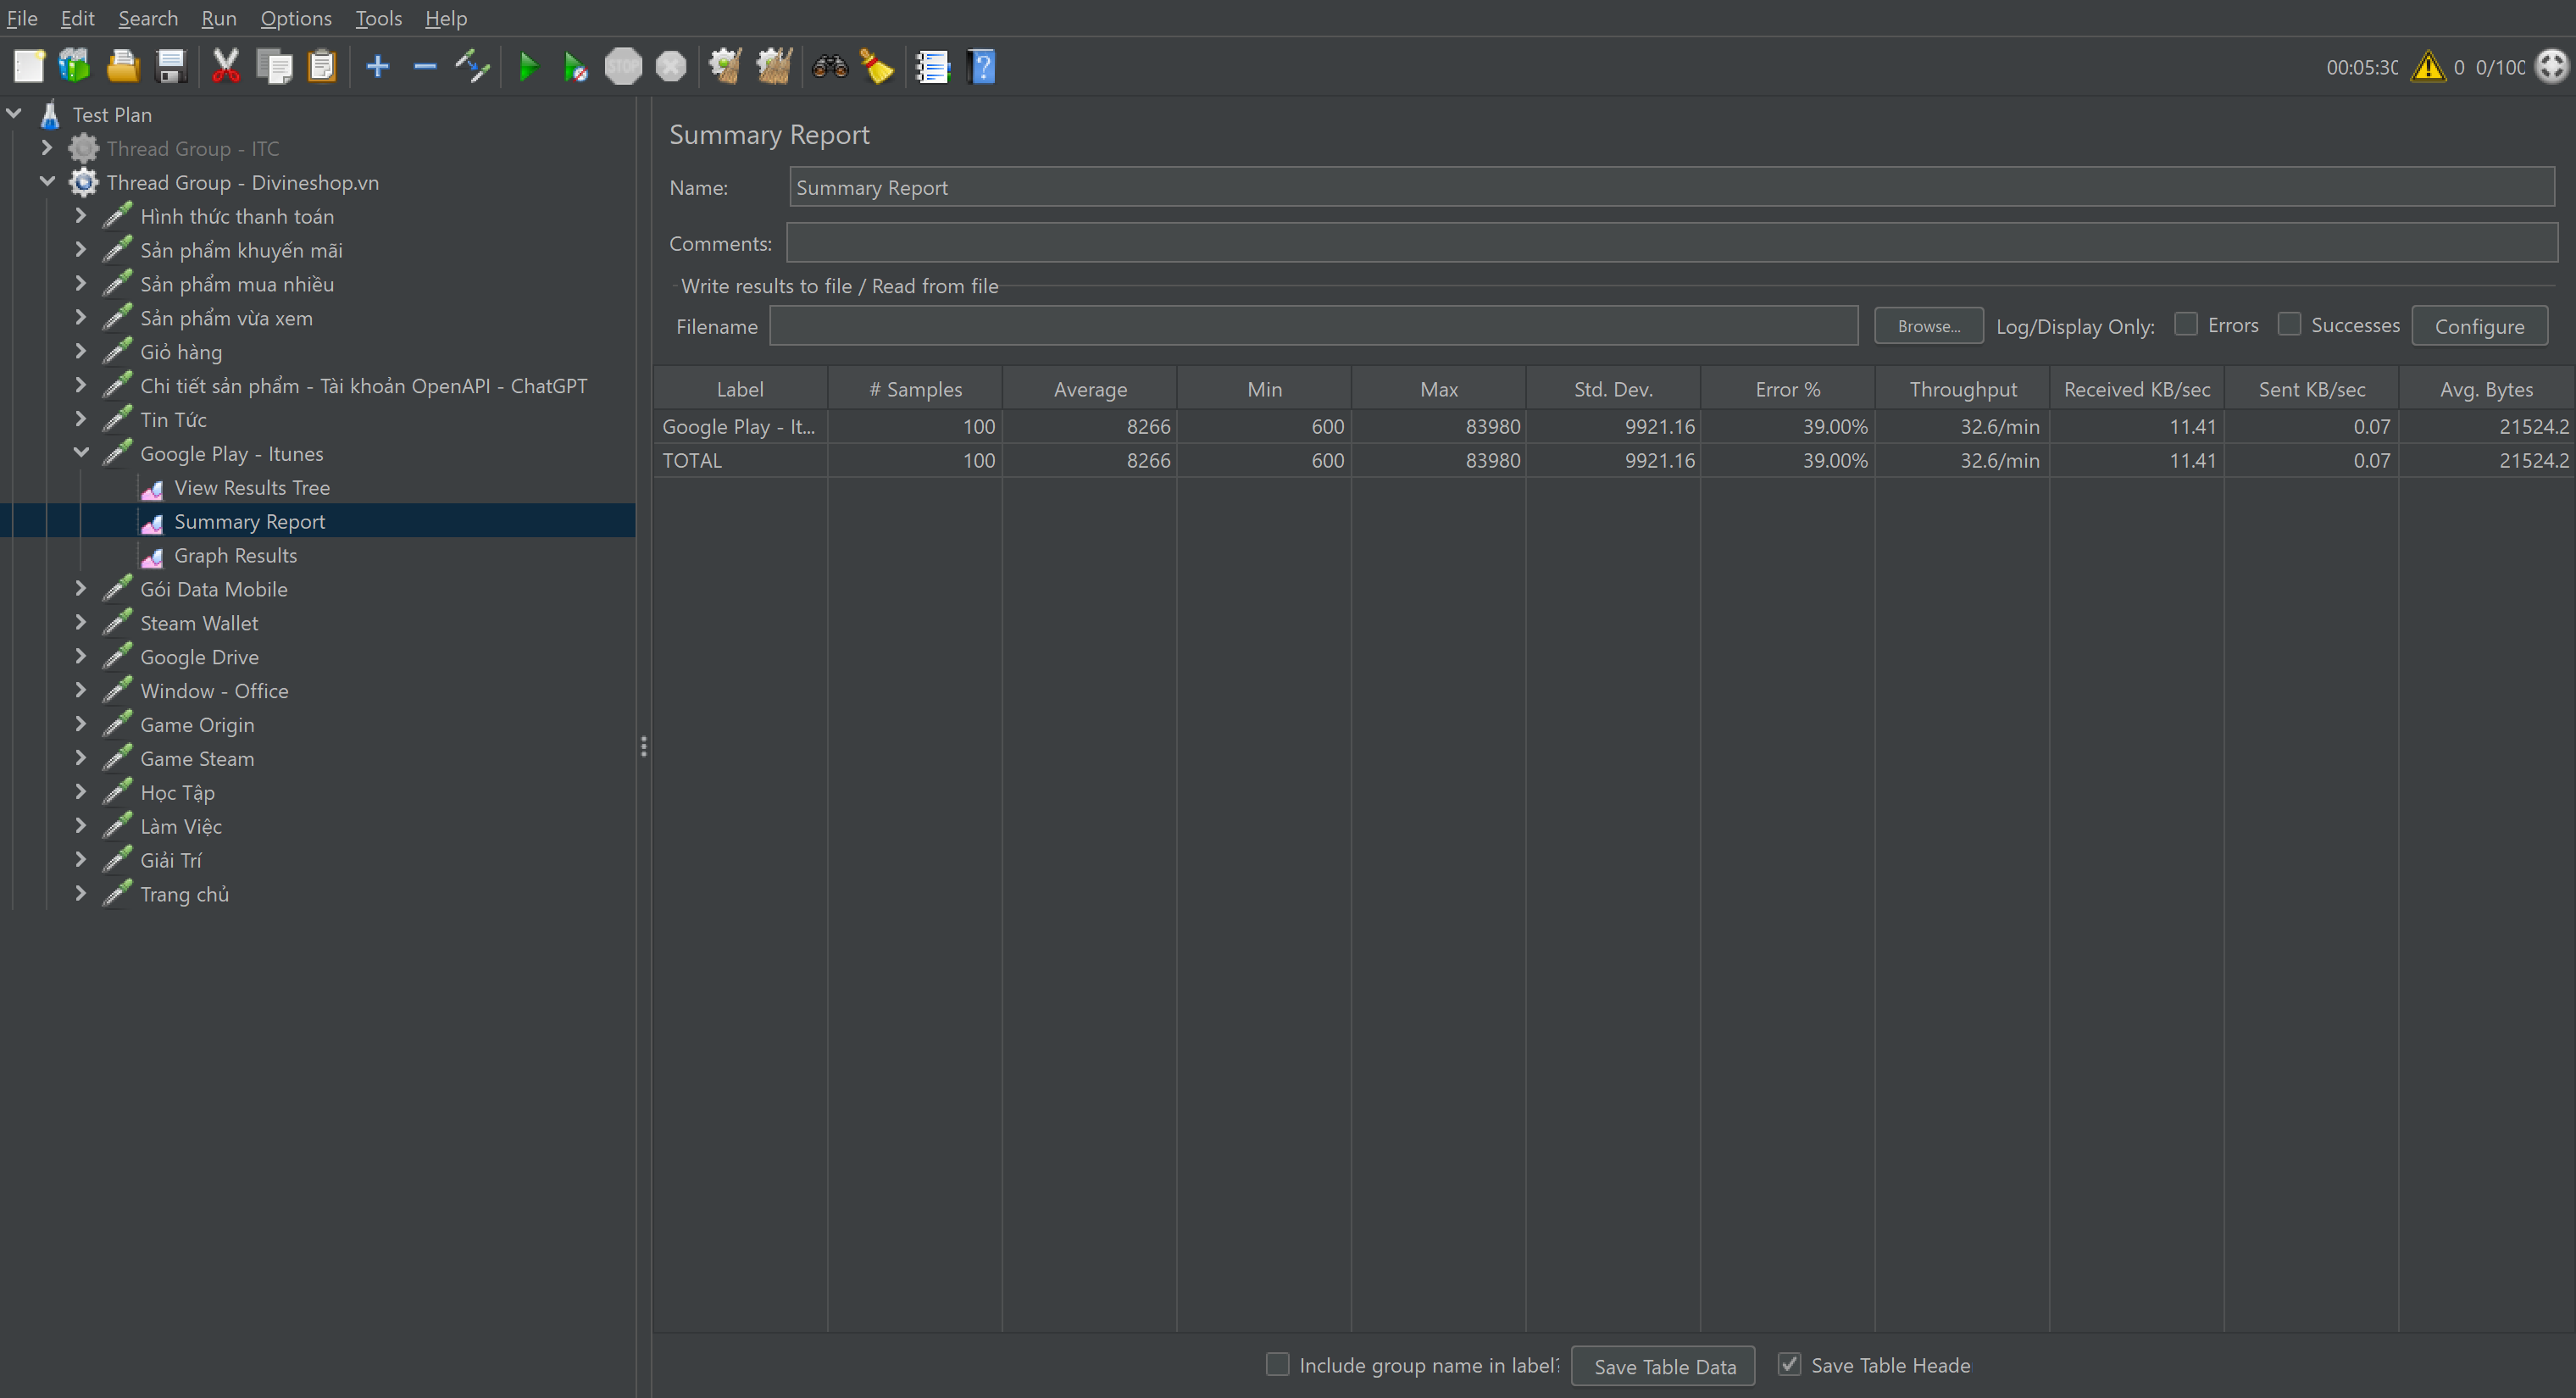 File Edit Search Run Options Tools Help
STOP
00:05:30 0 0/100
Test Plan
Thread Group - ITC
Thread Group - Divineshop.vn
Hình thức thanh toán
Sản phẩm khuyến mãi
Sản phẩm mua nhiều
Sản phẩm vừa xem
Giỏ hàng
Chi tiết sản phẩm - Tài khoản OpenAPI - ChatGPT
Tin Tức
Google Play - Itunes
View Results Tree
Summary Report
Graph Results
Gói Data Mobile
Steam Wallet
Google Drive
Window - Office
Game Origin
Game Steam
Học Tập
Làm Việc
Giải Trí
Trang chủ
Summary Report
Name: Summary Report
Comments:
Write results to file / Read from file
Filename Browse... Log/Display Only: Errors Successes Configure
Label # Samples Average Min Max Std. Dev. Error % Throughput Received KB/sec Sent KB/sec Avg. Bytes
Google Play - It... 100 8266 600 83980 9921.16 39.00% 32.6/min 11.41 0.07 21524.2
TOTAL 100 8266 600 83980 9921.16 39.00% 32.6/min 11.41 0.07 21524.2
Include group name in label? Save Table Data Save Table Heade